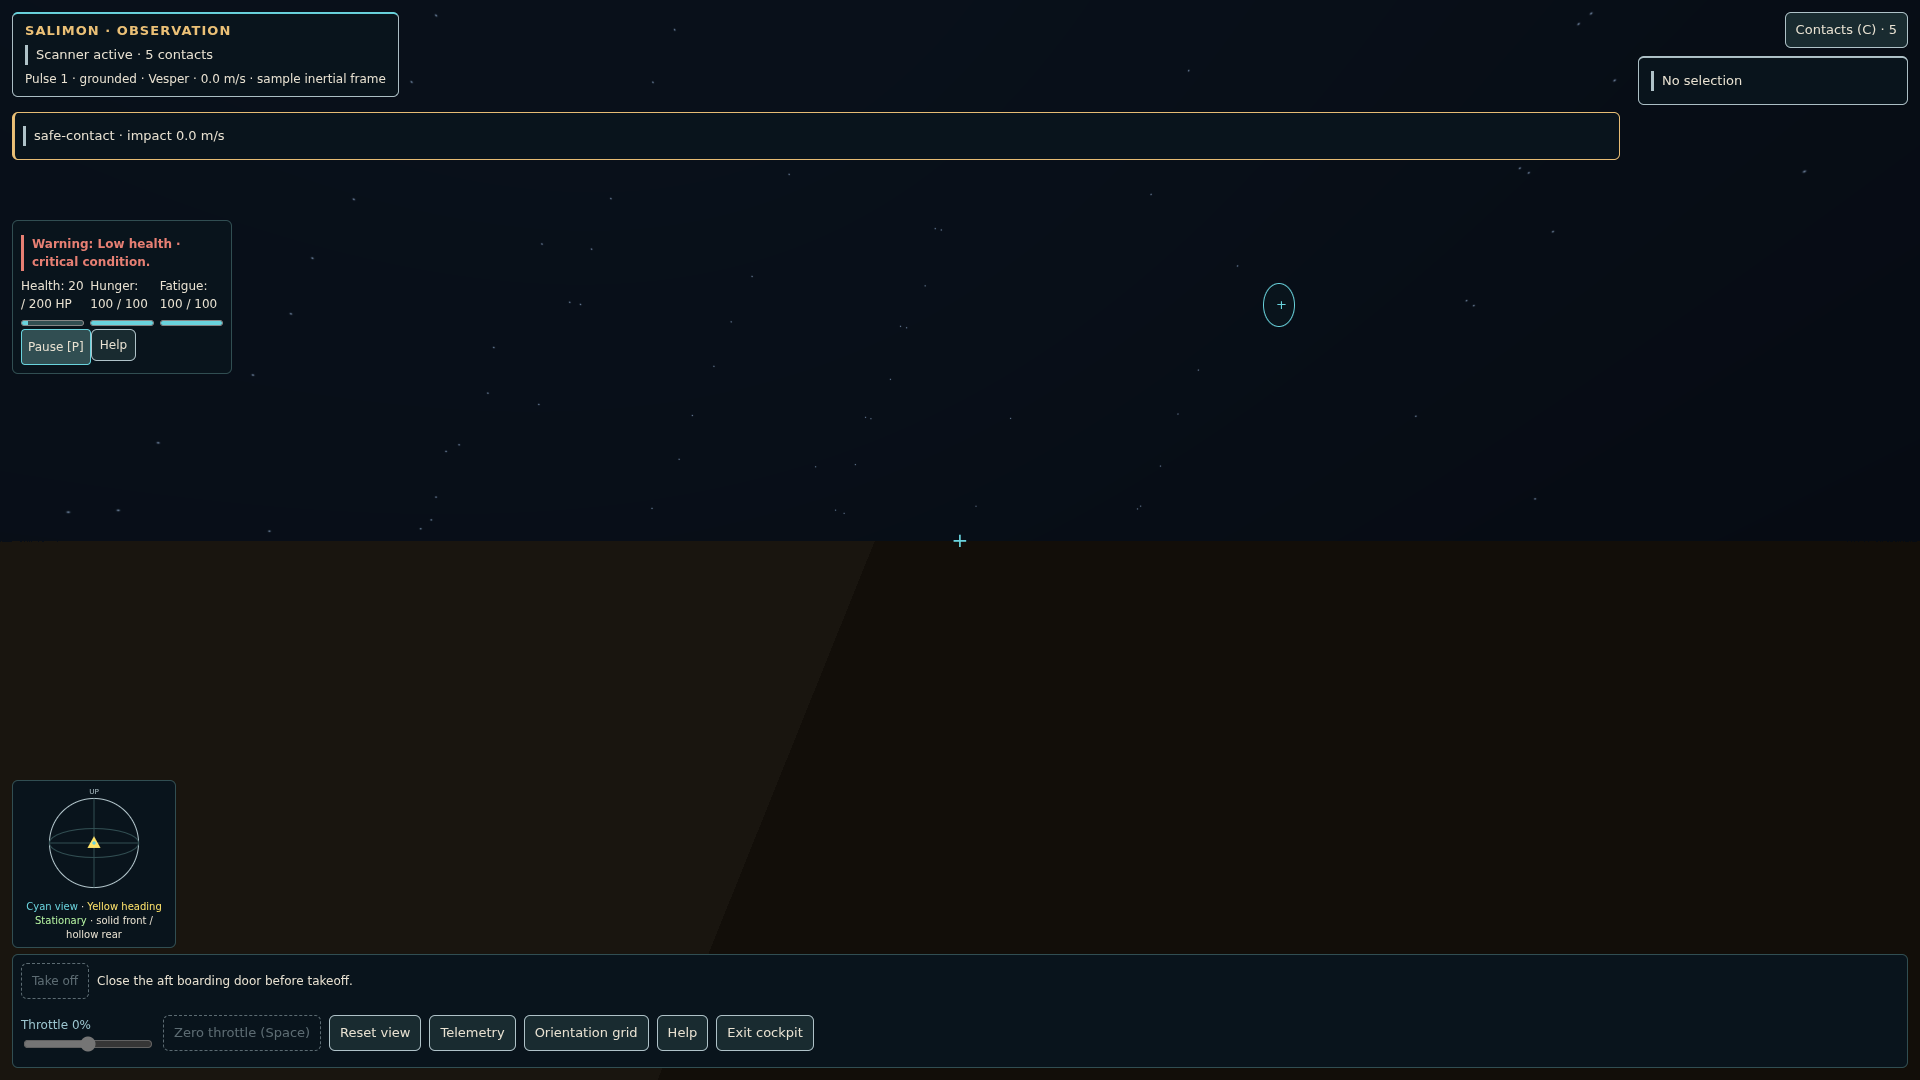 SALIMON · OBSERVATION
Scanner active · 5 contacts
Pulse 1 · grounded · Vesper · 0.0 m/s · sample inertial frame
Contacts (C) · 5
No selection
safe-contact · impact 0.0 m/s
Warning: Low health ·
critical condition.
Health: 20 Hunger: Fatigue:
/ 200 HP 100 / 100 100 / 100
Pause [P] Help
UP
Cyan view · Yellow heading
Stationary · solid front /
hollow rear
Take off Close the aft boarding door before takeoff.
Throttle 0%
Zero throttle (Space) Reset view Telemetry Orientation grid Help Exit cockpit